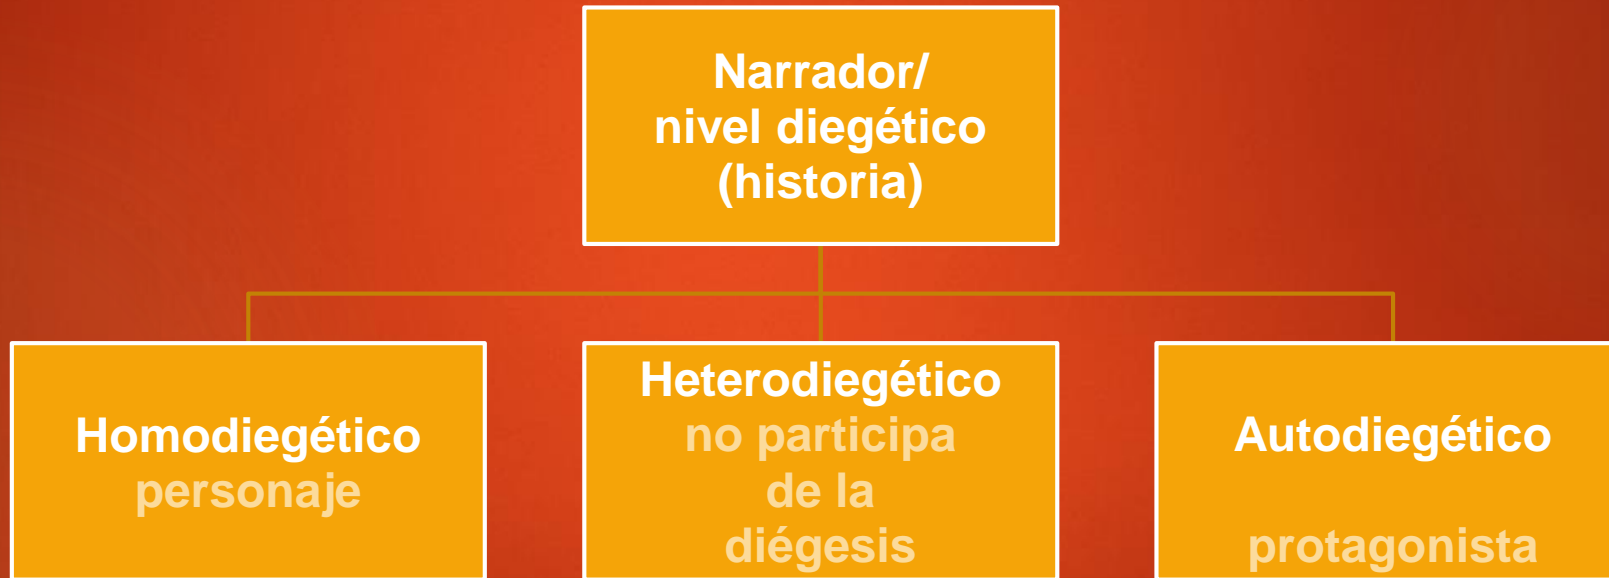 Narrador/
nivel diegético
(historia)
Homodiegético
personaje
Heterodiegético
no participa
de la
diégesis
Autodiegético
protagonista